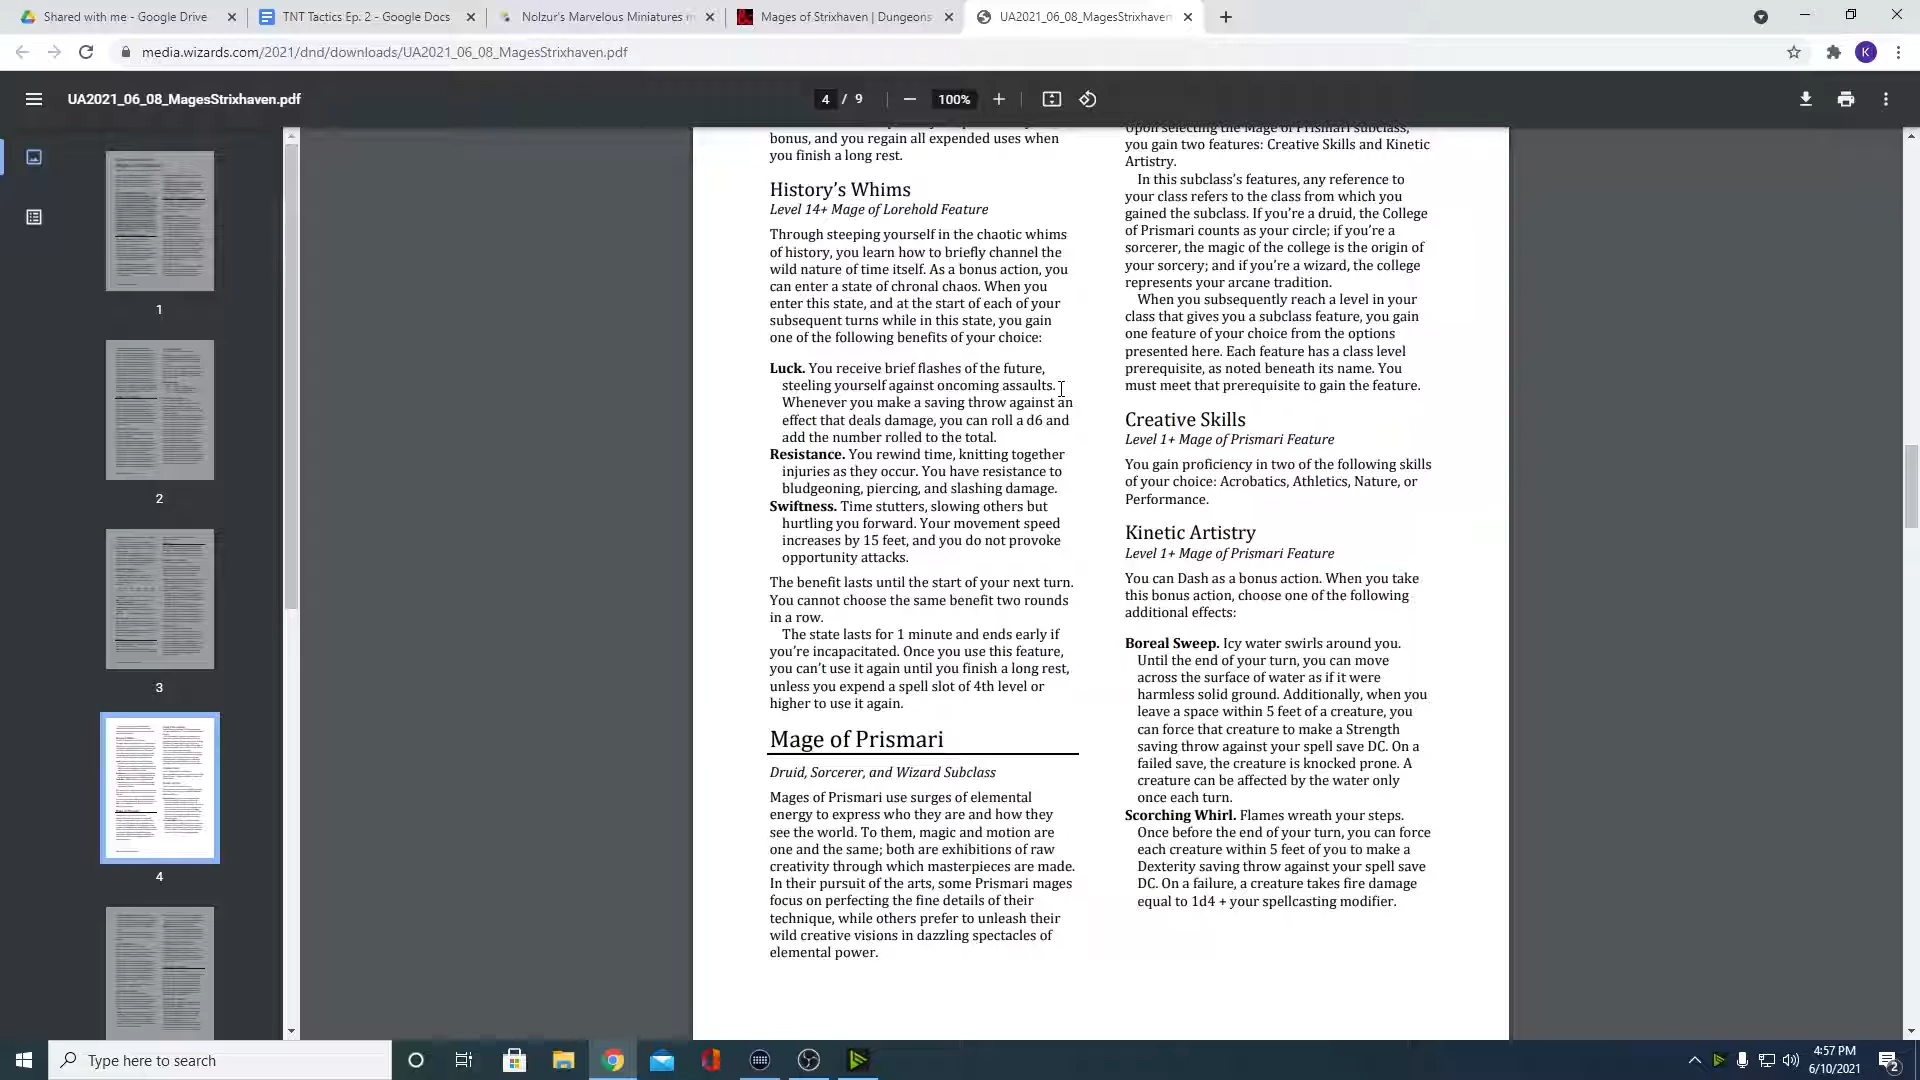 Shared with me - Google Drive
TNT Tactics Ep. 2 - Google Docs
Nolzur's Marvelous Miniatures
Mages of Strixhaven | Dungeons
UA2021_06_08_MagesStrixhaven
media.wizards.com/2021/dnd/downloads/UA2021_06_08_MagesStrixhaven.pdf
K
UA2021_06_08_MagesStrixhaven.pdf
4 / 9
100%
1
2
3
4
bonus, and you regain all expended uses when
you finish a long rest.
History's Whims
Level 14+ Mage of Lorehold Feature
Through steeping yourself in the chaotic whims
of history, you learn how to briefly channel the
wild nature of time itself. As a bonus action, you
can enter a state of chronal chaos. When you
enter this state, and at the start of each of your
subsequent turns while in this state, you gain
one of the following benefits of your choice:
Luck. You receive brief flashes of the future,
steeling yourself against oncoming assaults.
Whenever you make a saving throw against an
effect that deals damage, you can roll a d6 and
add the number rolled to the total.
Resistance. You rewind time, knitting together
injuries as they occur. You have resistance to
bludgeoning, piercing, and slashing damage.
Swiftness. Time stutters, slowing others but
hurtling you forward. Your movement speed
increases by 15 feet, and you do not provoke
opportunity attacks.
The benefit lasts until the start of your next turn.
You cannot choose the same benefit two rounds
in a row.
The state lasts for 1 minute and ends early if
you're incapacitated. Once you use this feature,
you can't use it again until you finish a long rest,
unless you expend a spell slot of 4th level or
higher to use it again.
Mage of Prismari
Druid, Sorcerer, and Wizard Subclass
Mages of Prismari use surges of elemental
energy to express who they are and how they
see the world. To them, magic and motion are
one and the same; both are exhibitions of raw
creativity through which masterpieces are made.
In their pursuit of the arts, some Prismari mages
focus on perfecting the fine details of their
technique, while others prefer to unleash their
wild creative visions in dazzling spectacles of
elemental power.
Upon selecting the Mage of Prismari subclass,
you gain two features: Creative Skills and Kinetic
Artistry.
In this subclass's features, any reference to
your class refers to the class from which you
gained the subclass. If you're a druid, the College
of Prismari counts as your circle; if you're a
sorcerer, the magic of the college is the origin of
your sorcery; and if you're a wizard, the college
represents your arcane tradition.
When you subsequently reach a level in your
class that gives you a subclass feature, you gain
one feature of your choice from the options
presented here. Each feature has a class level
prerequisite, as noted beneath its name. You
must meet that prerequisite to gain the feature.
Creative Skills
Level 1+ Mage of Prismari Feature
You gain proficiency in two of the following skills
of your choice: Acrobatics, Athletics, Nature, or
Performance.
Kinetic Artistry
Level 1+ Mage of Prismari Feature
You can Dash as a bonus action. When you take
this bonus action, choose one of the following
additional effects:
Boreal Sweep. Icy water swirls around you.
Until the end of your turn, you can move
across the surface of water as if it were
harmless solid ground. Additionally, when you
leave a space within 5 feet of a creature, you
can force that creature to make a Strength
saving throw against your spell save DC. On a
failed save, the creature is knocked prone. A
creature can be affected by the water only
once each turn.
Scorching Whirl. Flames wreath your steps.
Once before the end of your turn, you can force
each creature within 5 feet of you to make a
Dexterity saving throw against your spell save
DC. On a failure, a creature takes fire damage
equal to 1d4 + your spellcasting modifier.
Type here to search
4:57 PM
6/10/2021
2